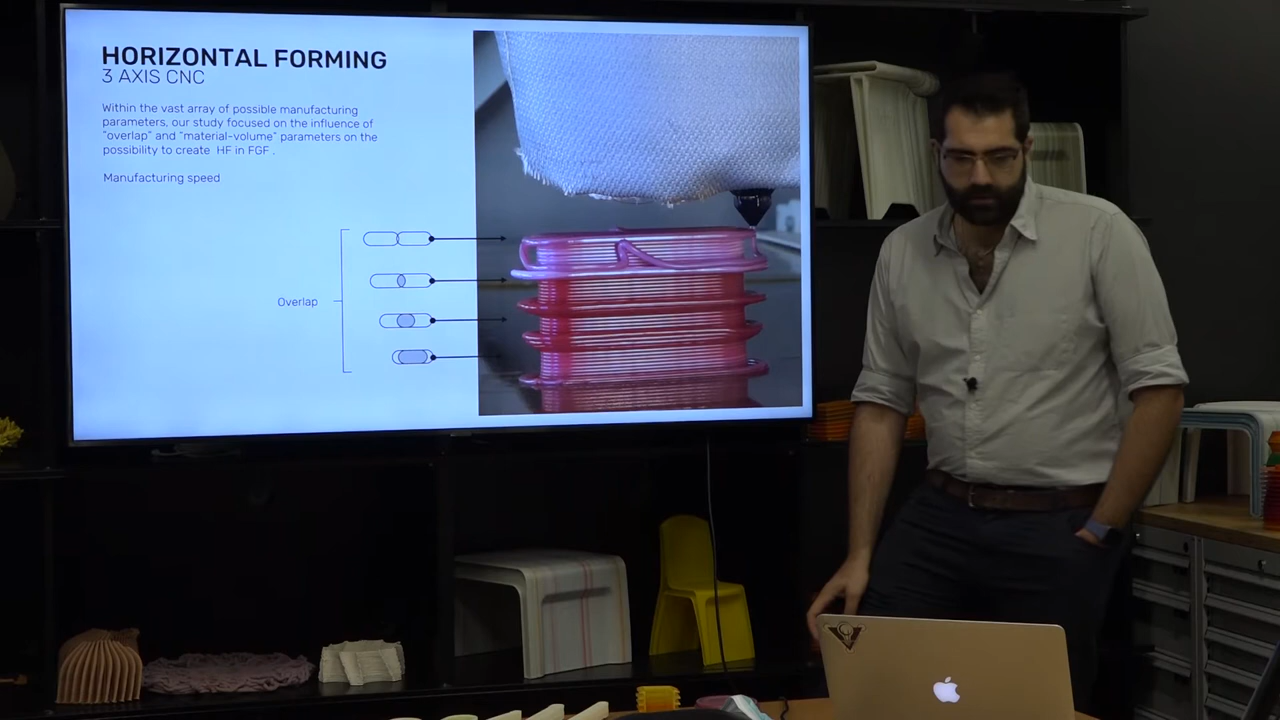 HORIZONTAL FORMING
3 AXIS CNC
Within the vast array of possible manufacturing
parameters, our study focused on the influence of
"overlap" and "material-volume" parameters on the
possibility to create HF in FGF .
Manufacturing speed
Overlap